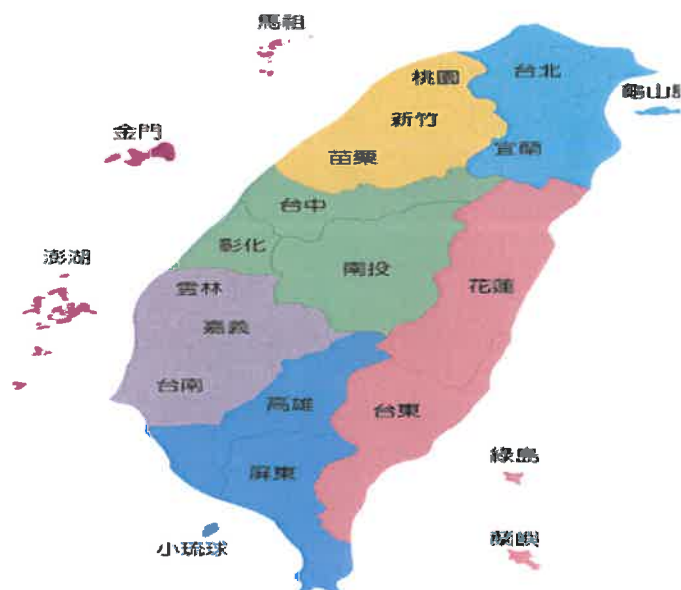 馬祖
台北
桃園
龜山島
新竹
金門
宜蘭
苗栗
台中
彰化
澎湖
南投
雲林
花蓮
嘉義
台南
高雄
台東
綠島
屏東
蘭嶼
小琉球